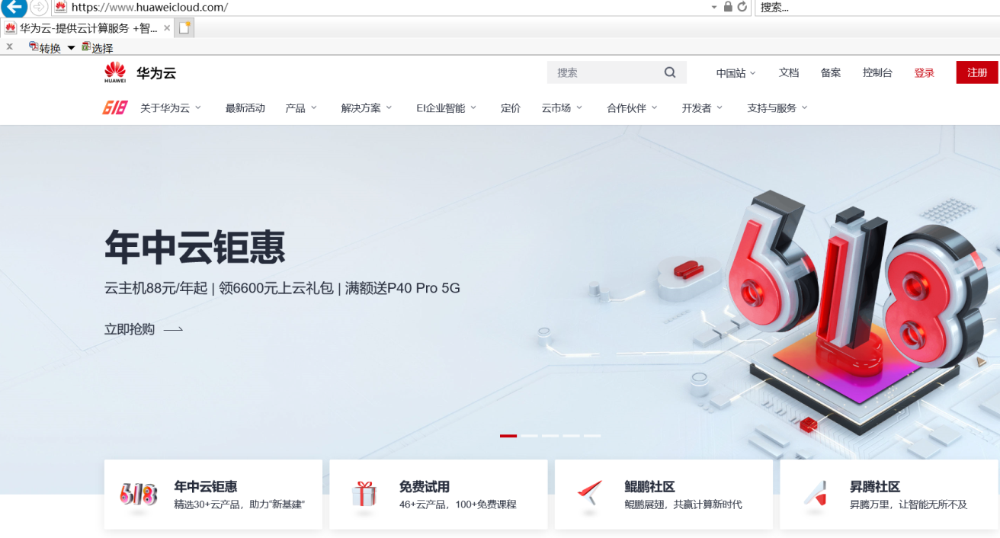 https://www.huaweicloud.com/
搜索...
华为云-提供云计算服务 +智...
转换
选择
HUAWEI
华为云
搜索
中国站
文档
备案
控制台
登录
注册
618
关于华为云
最新活动
产品
解决方案
EI企业智能
定价
云市场
合作伙伴
开发者
支持与服务
618
年中云钜惠
云主机88元/年起 | 领6600元上云礼包 | 满额送P40 Pro 5G
立即抢购
618
年中云钜惠
精选30+云产品，助力“新基建”
免费试用
46+云产品，100+免费课程
鲲鹏社区
鲲鹏展翅，共赢计算新时代
昇腾社区
昇腾万里，让智能无所不及